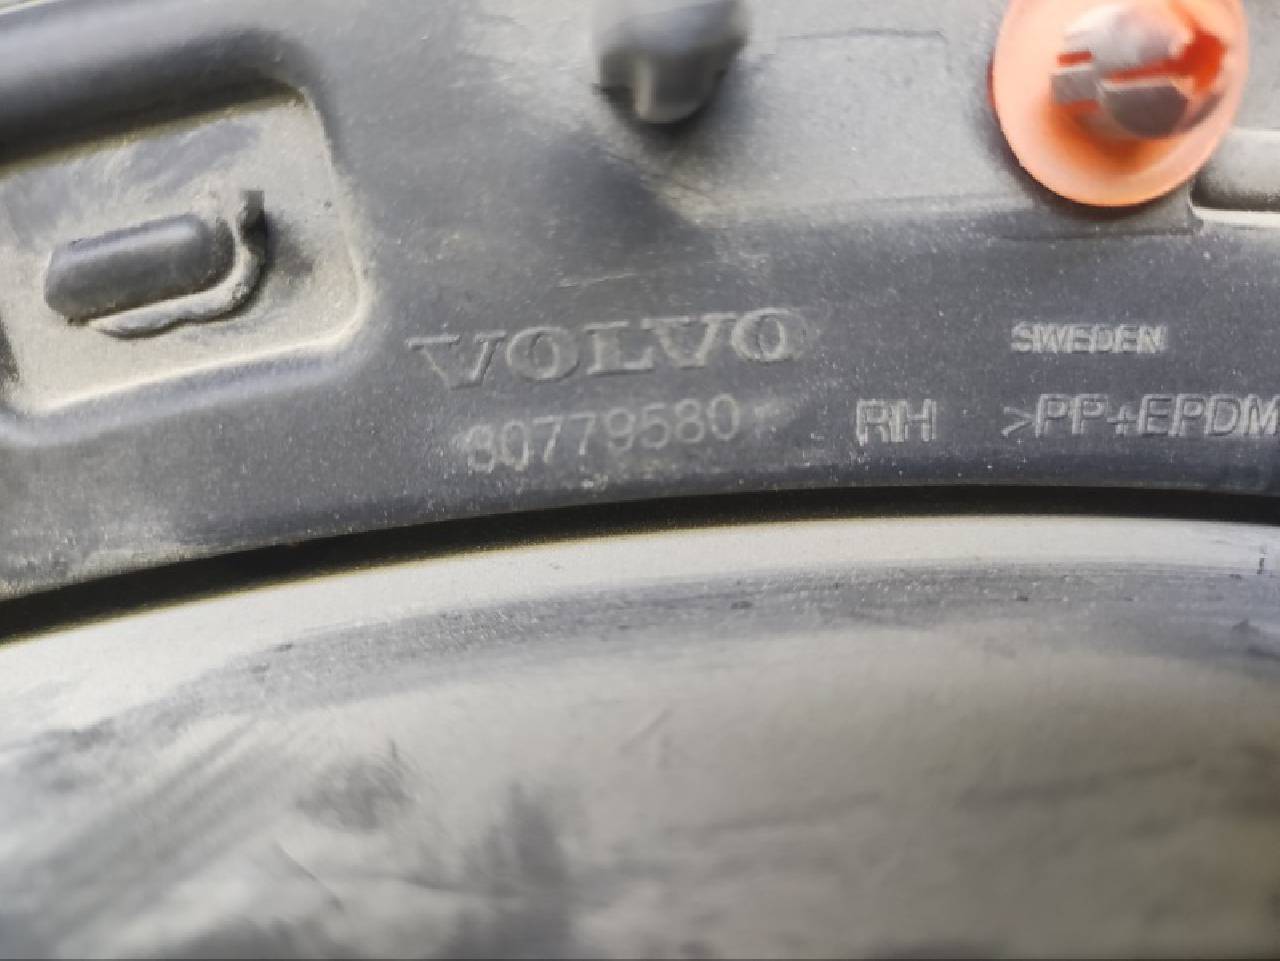 VOLVO
SWEDEN
30779580
RH >PP+EPDM